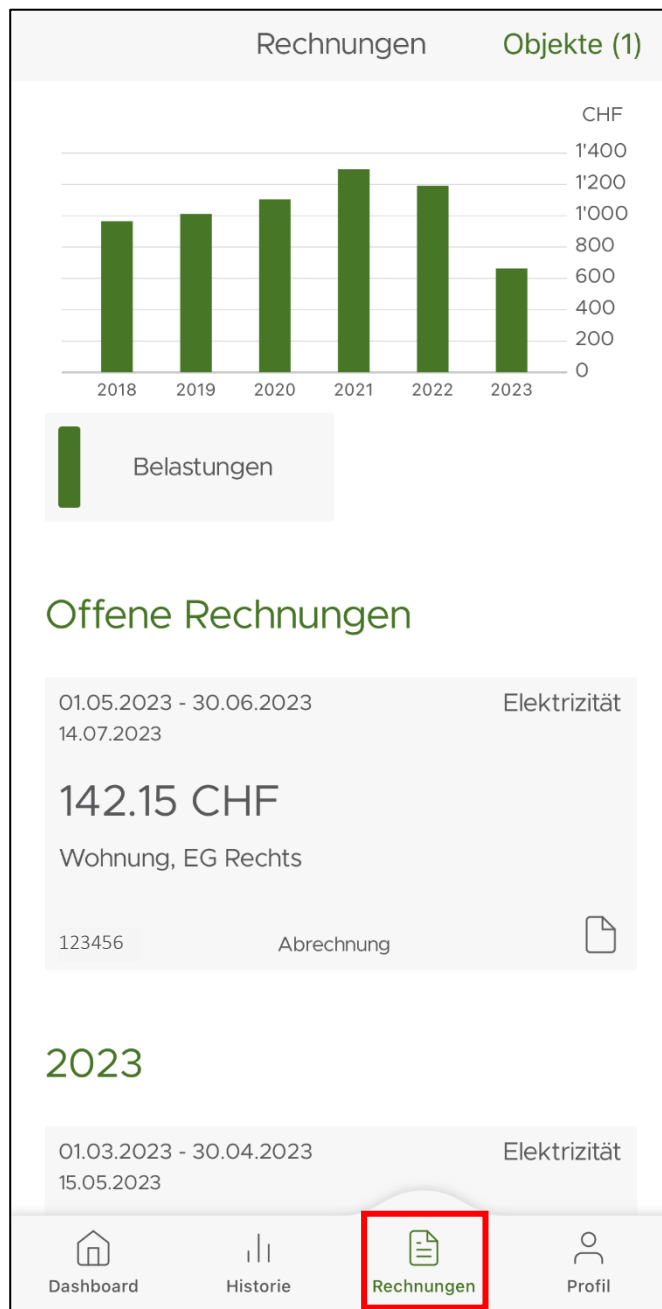 Rechnungen Objekte (1)
CHF
1'400
1'200
1'000
800
600
400
200
0
2018 2019 2020 2021 2022 2023
Belastungen
Offene Rechnungen
01.05.2023 - 30.06.2023 Elektrizität
14.07.2023
142.15 CHF
Wohnung, EG Rechts
123456 Abrechnung
2023
01.03.2023 - 30.04.2023 Elektrizität
15.05.2023
Dashboard Historie Rechnungen Profil